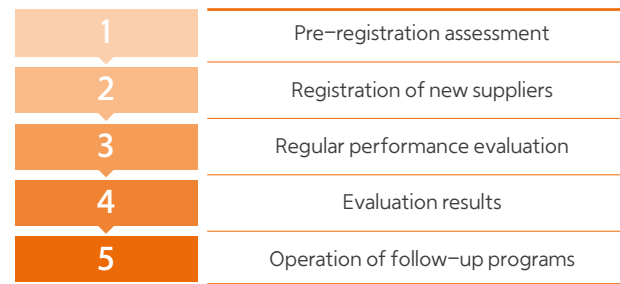 1 Pre-registration assessment
2 Registration of new suppliers
3 Regular performance evaluation
4 Evaluation results
5 Operation of follow-up programs